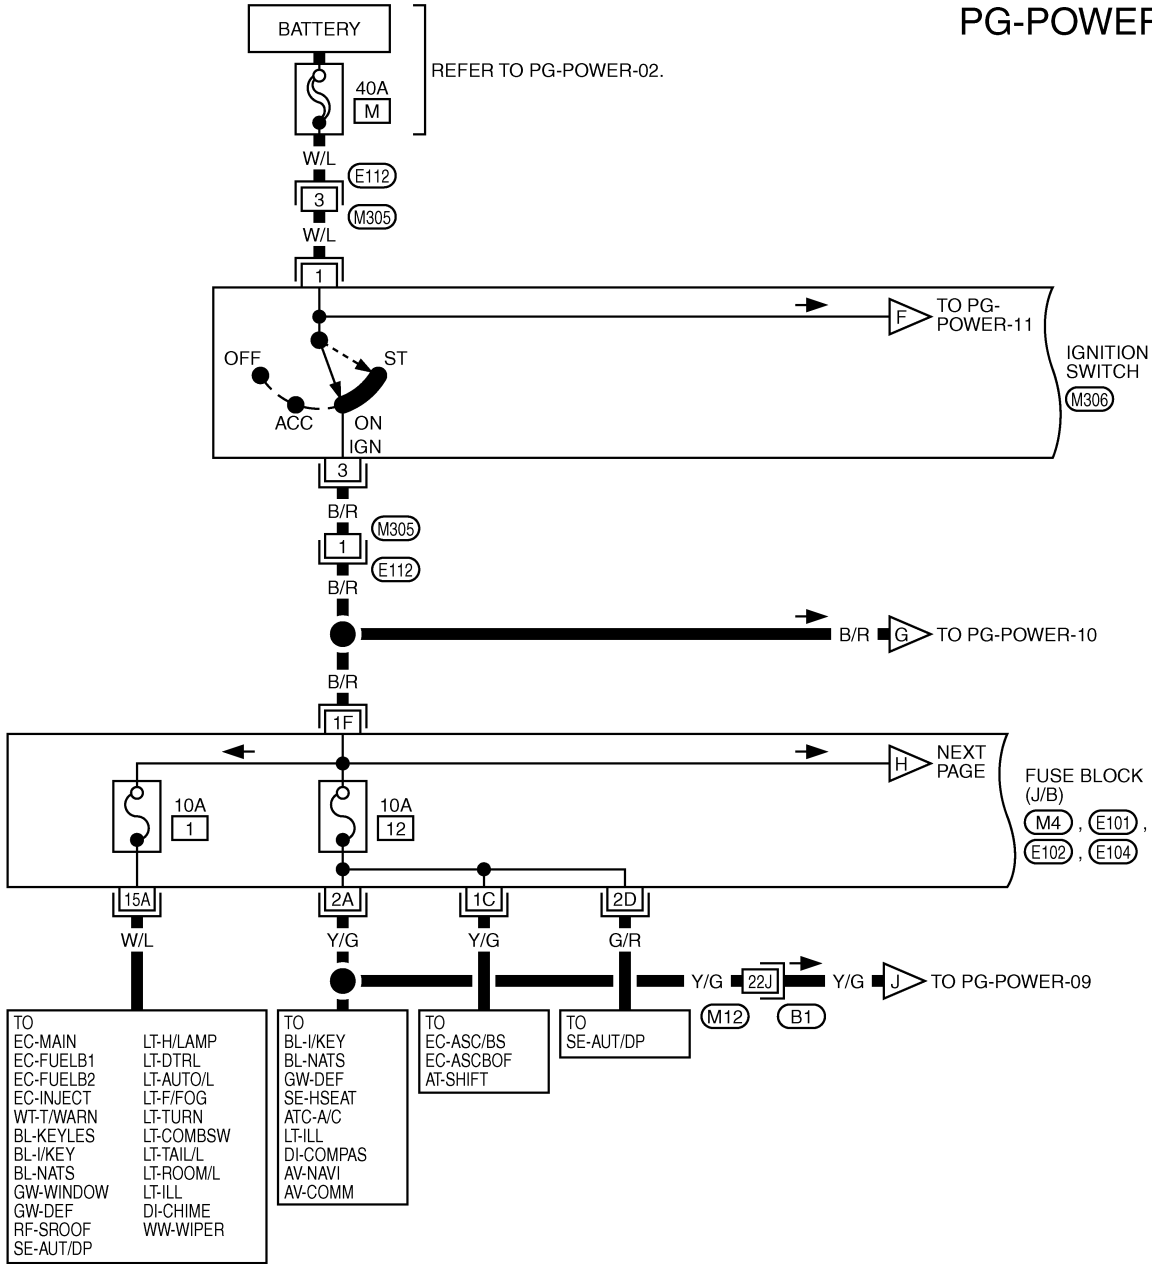 PG-POWER
BATTERY
REFER TO PG-POWER-02.
40A
M
W/L
E112
3
M305
W/L
1
F
TO PG-
POWER-11
IGNITION
SWITCH
M306
OFF
ST
ACC
ON
IGN
3
B/R
M305
1
E112
B/R
B/R
G
TO PG-POWER-10
B/R
1F
H
NEXT
PAGE
FUSE BLOCK
(J/B)
M4 , E101 ,
E102 , E104
10A
1
10A
12
15A
2A
1C
2D
W/L
Y/G
Y/G
G/R
Y/G
22J
Y/G
J
TO PG-POWER-09
M12
B1
TO
EC-MAIN
EC-FUELB1
EC-FUELB2
EC-INJECT
WT-T/WARN
BL-KEYLES
BL-I/KEY
BL-NATS
GW-WINDOW
GW-DEF
RF-SROOF
SE-AUT/DP
LT-H/LAMP
LT-DTRL
LT-AUTO/L
LT-F/FOG
LT-TURN
LT-COMBSW
LT-TAIL/L
LT-ROOM/L
LT-ILL
DI-CHIME
WW-WIPER
TO
BL-I/KEY
BL-NATS
GW-DEF
SE-HSEAT
ATC-A/C
LT-ILL
DI-COMPAS
AV-NAVI
AV-COMM
TO
EC-ASC/BS
EC-ASCBOF
AT-SHIFT
TO
SE-AUT/DP